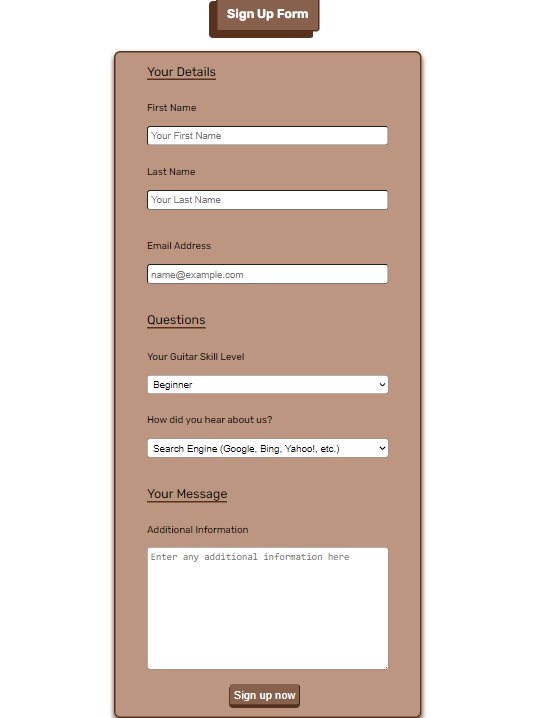 Sign Up Form
Your Details
First Name
Your First Name
Last Name
Your Last Name
Email Address
name@example.com
Questions
Your Guitar Skill Level
Beginner
How did you hear about us?
Search Engine (Google, Bing, Yahoo!, etc.)
Your Message
Additional Information
Enter any additional information here
Sign up now